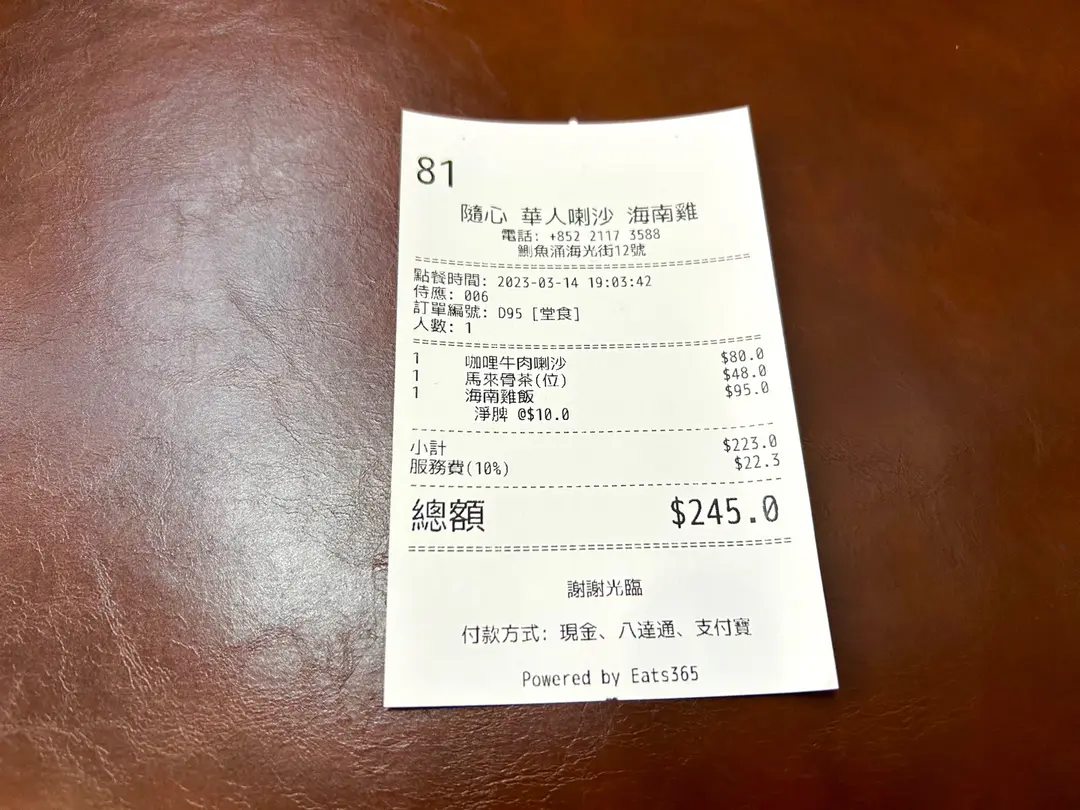 81
隨心 華人喇沙 海南雞
電話: +852 2117 3588
鰂魚涌海光街12號
點餐時間: 2023-03-14 19:03:42
侍應: 006
訂單編號: D95 [堂食]
人數: 1
1 咖哩牛肉喇沙 $80.0
1 馬來骨茶(位) $48.0
1 海南雞飯 $95.0
淨脾 @$10.0
小計 $223.0
服務費(10%) $22.3
總額 $245.0
謝謝光臨
付款方式: 現金、八達通、支付寶
Powered by Eats365